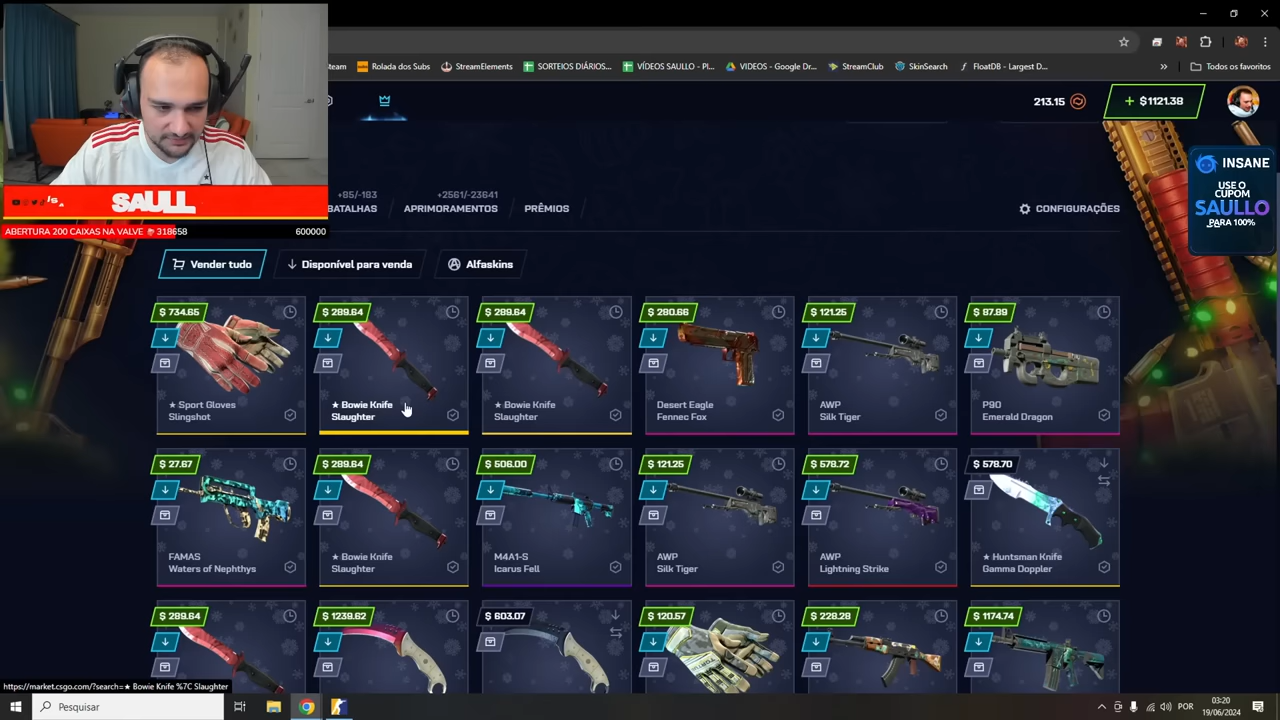 steam
Rolada dos Subs
StreamElements
SORTEIOS DIÁRIOS...
VÍDEOS SAULLO - Pl...
VIDEOS - Google Dr...
StreamClub
SkinSearch
FloatDB - Largest D...
»
Todos os favoritos
213.15
+ $1121.38
INSANE
USE O
CUPOM
SAULLO
PARA 100%
SAULL
ABERTURA 200 CAIXAS NA VALVE 318658
600000
+85/-183
+2561/-23641
BATALHAS
APRIMORAMENTOS
PRÊMIOS
CONFIGURAÇÕES
Vender tudo
Disponível para venda
Alfaskins
$ 734.65
$ 289.64
$ 289.64
$ 280.66
$ 121.25
$ 87.89
★ Sport Gloves
Slingshot
★ Bowie Knife
Slaughter
★ Bowie Knife
Slaughter
Desert Eagle
Fennec Fox
AWP
Silk Tiger
P90
Emerald Dragon
$ 27.67
$ 289.64
$ 506.00
$ 121.25
$ 578.72
$ 578.70
FAMAS
Waters of Nephthys
★ Bowie Knife
Slaughter
M4A1-S
Icarus Fell
AWP
Silk Tiger
AWP
Lightning Strike
★ Huntsman Knife
Gamma Doppler
$ 289.64
$ 1239.62
$ 603.07
$ 120.57
$ 228.28
$ 1174.74
https://market.csgo.com/?search=★ Bowie Knife %7C Slaughter
Pesquisar
POR
03:20
19/06/2024